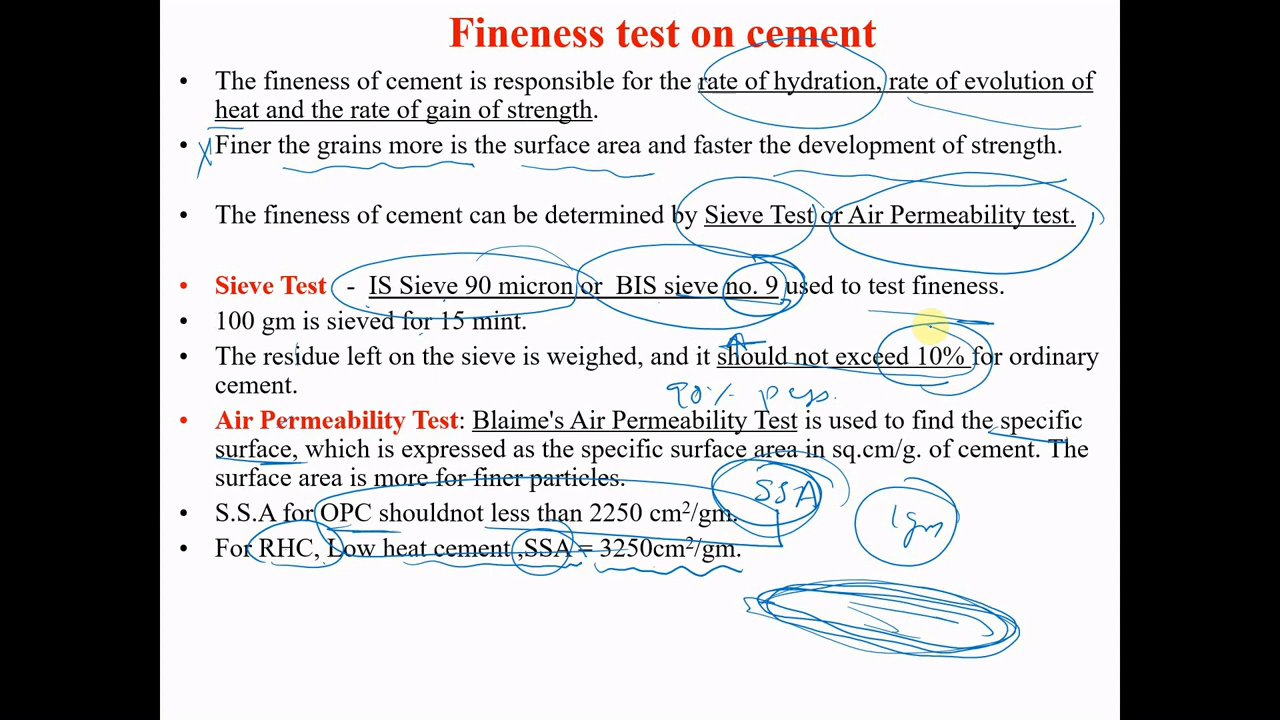 Fineness test on cement
• The fineness of cement is responsible for the rate of hydration, rate of evolution of
heat and the rate of gain of strength.
• Finer the grains more is the surface area and faster the development of strength.
• The fineness of cement can be determined by Sieve Test or Air Permeability test.
• Sieve Test - IS Sieve 90 micron or BIS sieve no. 9 used to test fineness.
• 100 gm is sieved for 15 mint.
• The residue left on the sieve is weighed, and it should not exceed 10% for ordinary
cement.
90% pass.
• Air Permeability Test: Blaime's Air Permeability Test is used to find the specific
surface, which is expressed as the specific surface area in sq.cm/g. of cement. The
surface area is more for finer particles.
SSA
• S.S.A for OPC shouldnot less than 2250 cm²/gm.
1gm
• For RHC, Low heat cement ,SSA = 3250cm²/gm.